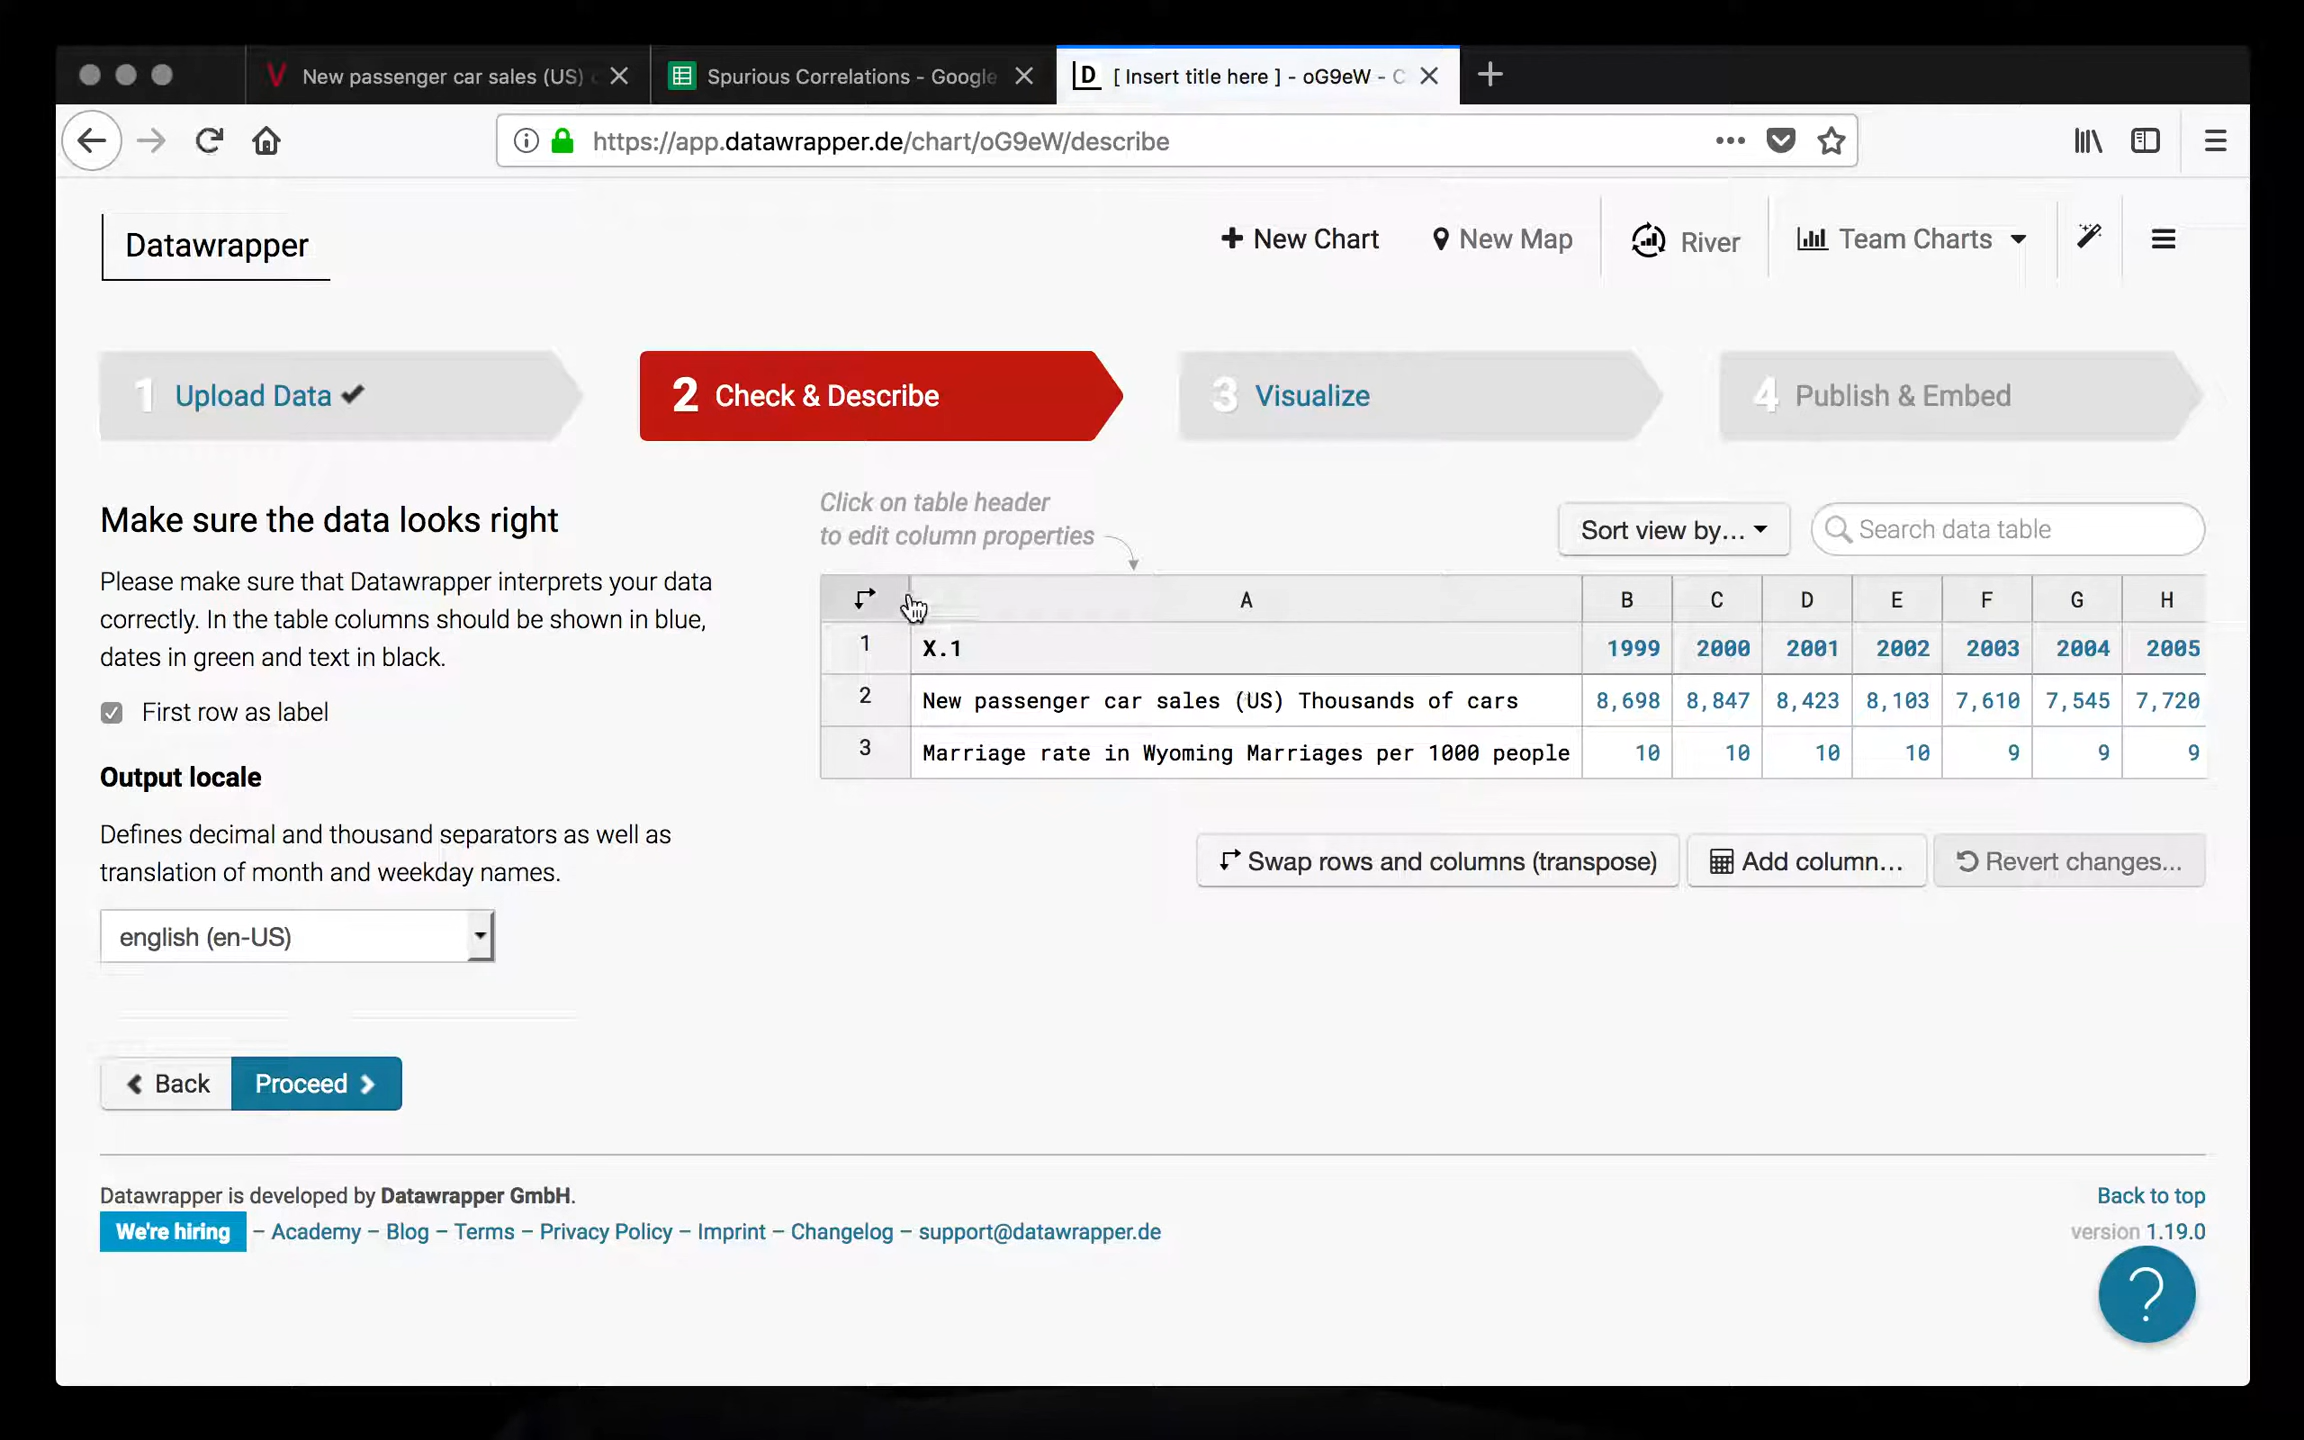 New passenger car sales (US)
Spurious Correlations - Google
[ Insert title here ] - oG9eW - C
https://app.datawrapper.de/chart/oG9eW/describe
Datawrapper
New Chart
New Map
River
Team Charts
1 Upload Data
2 Check & Describe
3 Visualize
4 Publish & Embed
Make sure the data looks right
Please make sure that Datawrapper interprets your data
correctly. In the table columns should be shown in blue,
dates in green and text in black.
First row as label
Output locale
Defines decimal and thousand separators as well as
translation of month and weekday names.
english (en-US)
Back
Proceed
Click on table header
to edit column properties
Sort view by...
Search data table
A B C D E F G H
1 X.1 1999 2000 2001 2002 2003 2004 2005
2 New passenger car sales (US) Thousands of cars 8,698 8,847 8,423 8,103 7,610 7,545 7,720
3 Marriage rate in Wyoming Marriages per 1000 people 10 10 10 10 9 9 9
Swap rows and columns (transpose)
Add column...
Revert changes...
Datawrapper is developed by Datawrapper GmbH.
We're hiring – Academy – Blog – Terms – Privacy Policy – Imprint – Changelog – support@datawrapper.de
Back to top
version 1.19.0
?